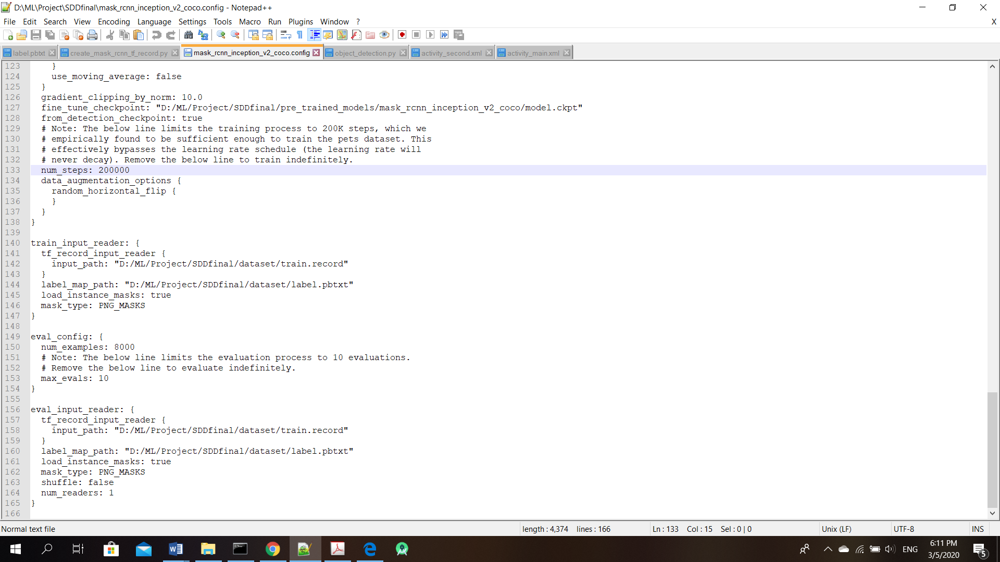 D:\ML\Project\SDDfinal\mask_rcnn_inception_v2_coco.config - Notepad++
File Edit Search View Encoding Language Settings Tools Macro Run Plugins Window ? X
label.pbtxt create_mask_rcnn_tf_record.py mask_rcnn_inception_v2_coco.config object_detection.py activity_second.xml activity_main.xml
123 }
124 use_moving_average: false
125 }
126 gradient_clipping_by_norm: 10.0
127 fine_tune_checkpoint: "D:/ML/Project/SDDfinal/pre_trained_models/mask_rcnn_inception_v2_coco/model.ckpt"
128 from_detection_checkpoint: true
129 # Note: The below line limits the training process to 200K steps, which we
130 # empirically found to be sufficient enough to train the pets dataset. This
131 # effectively bypasses the learning rate schedule (the learning rate will
132 # never decay). Remove the below line to train indefinitely.
133 num_steps: 200000
134 data_augmentation_options {
135 random_horizontal_flip {
136 }
137 }
138 }
139
140 train_input_reader: {
141 tf_record_input_reader {
142 input_path: "D:/ML/Project/SDDfinal/dataset/train.record"
143 }
144 label_map_path: "D:/ML/Project/SDDfinal/dataset/label.pbtxt"
145 load_instance_masks: true
146 mask_type: PNG_MASKS
147 }
148
149 eval_config: {
150 num_examples: 8000
151 # Note: The below line limits the evaluation process to 10 evaluations.
152 # Remove the below line to evaluate indefinitely.
153 max_evals: 10
154 }
155
156 eval_input_reader: {
157 tf_record_input_reader {
158 input_path: "D:/ML/Project/SDDfinal/dataset/train.record"
159 }
160 label_map_path: "D:/ML/Project/SDDfinal/dataset/label.pbtxt"
161 load_instance_masks: true
162 mask_type: PNG_MASKS
163 shuffle: false
164 num_readers: 1
165 }
166
Normal text file length : 4,374 lines : 166 Ln : 133 Col : 15 Sel : 0 | 0 Unix (LF) UTF-8 INS
ENG 6:11 PM
3/5/2020 5